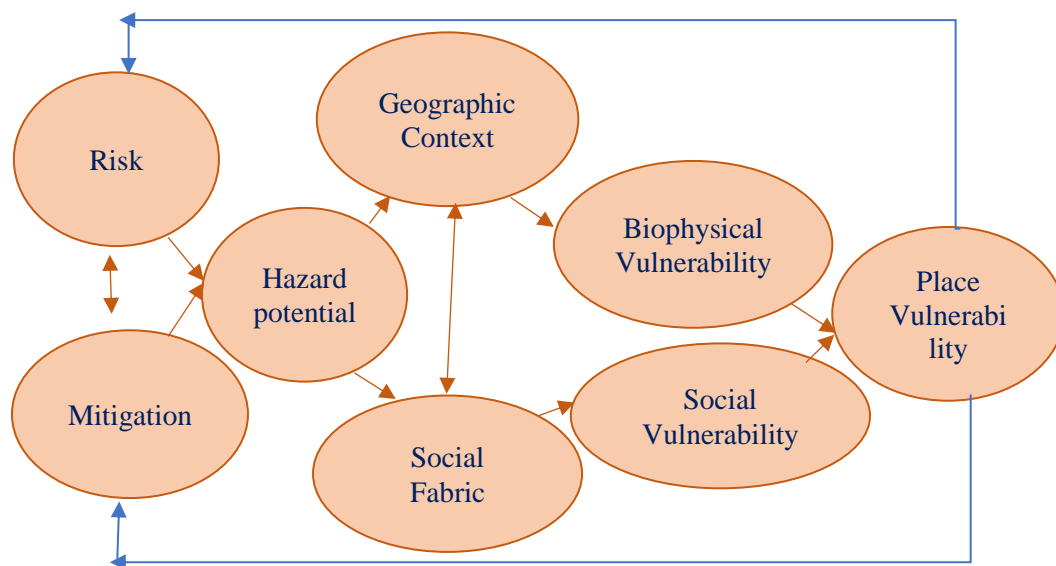 Risk
Mitigation
Hazard
potential
Geographic
Context
Social
Fabric
Biophysical
Vulnerability
Social
Vulnerability
Place
Vulnerabi
lity